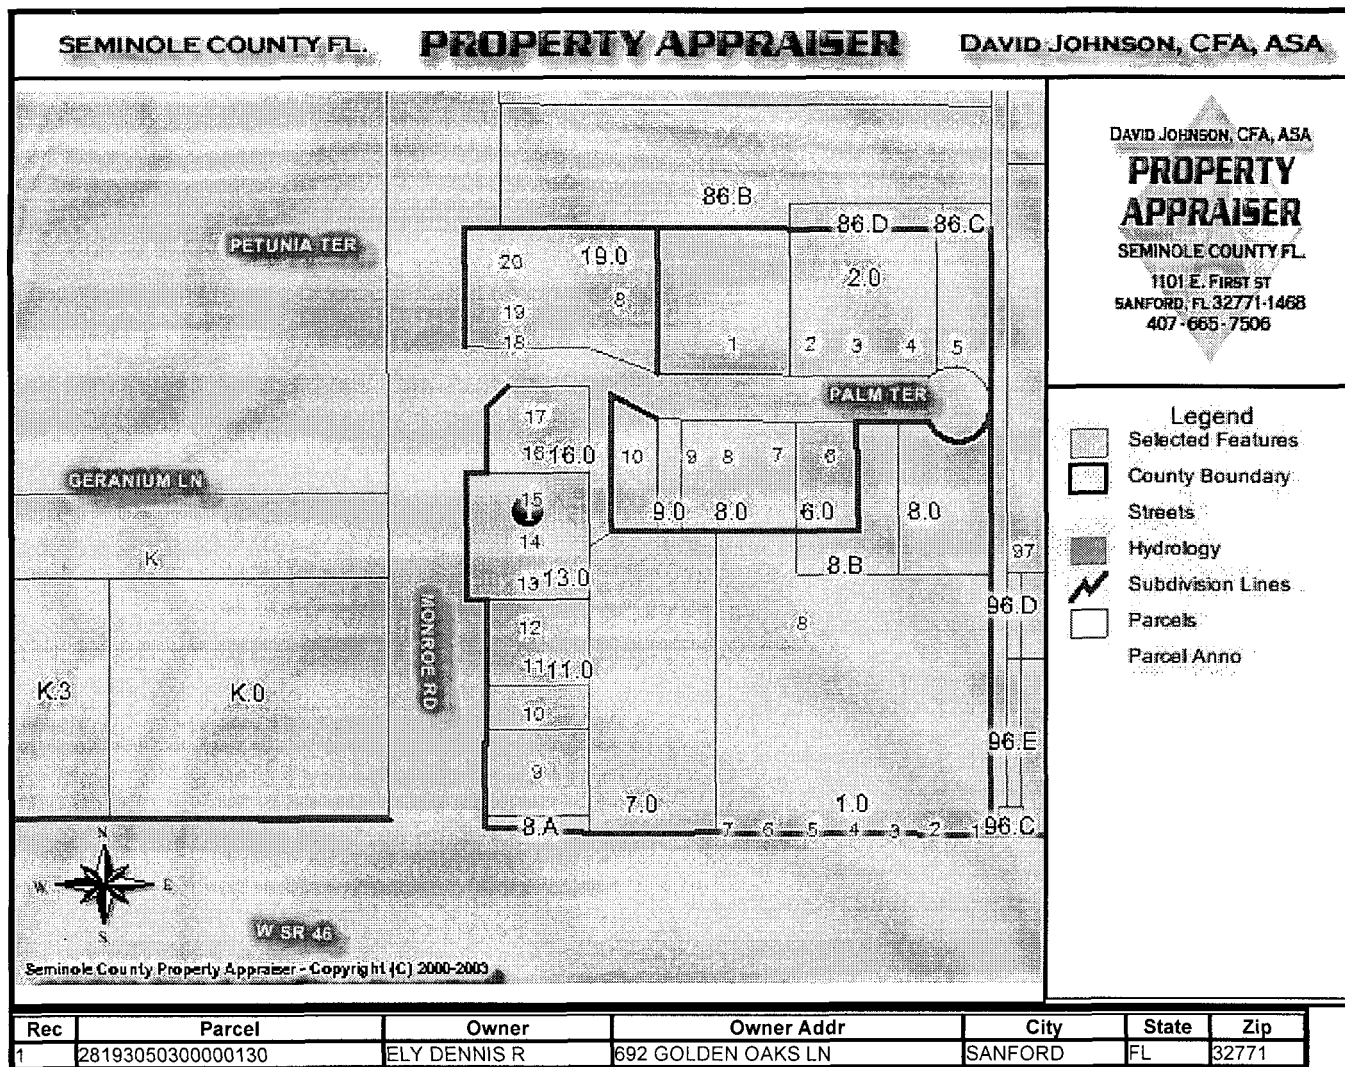 SEMINOLE COUNTY FL. PROPERTY APPRAISER DAVID JOHNSON, CFA, ASA
DAVID JOHNSON, CFA, ASA
PROPERTY
APPRAISER
SEMINOLE COUNTY FL.
1101 E. FIRST ST
SANFORD, FL 32771-1468
407-665-7506
86.B
86.D 86.C
PETUNIA TER
20 19.0
2.0
8
19
18 1 2 3 4 5
PALM TER
17
16 16.0
10 9 8 7 6
GERANIUM LN
15
1
9.0 8.0 6.0 8.0
14
K
97
8.B
13 13.0
96.D
MONROE RD
12
8
11 11.0
K.3 K.0
10
96.E
9
7.0 1.0
8.A
7 6 5 4 3 2 1 96.C
N
W E
S
W SR 46
Seminole County Property Appraiser - Copyright (C) 2000-2003
Legend
Selected Features
County Boundary
Streets
Hydrology
Subdivision Lines
Parcels
Parcel Anno
Rec Parcel Owner Owner Addr City State Zip
1 28193050300000130 ELY DENNIS R 692 GOLDEN OAKS LN SANFORD FL 32771